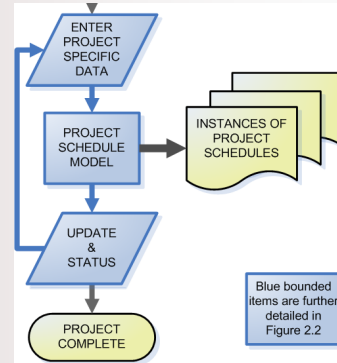 ENTER
PROJECT
SPECIFIC
DATA
PROJECT
SCHEDULE
MODEL
INSTANCES OF
PROJECT
SCHEDULES
UPDATE
&
STATUS
Blue bounded
items are further
detailed in
Figure 2.2
PROJECT
COMPLETE